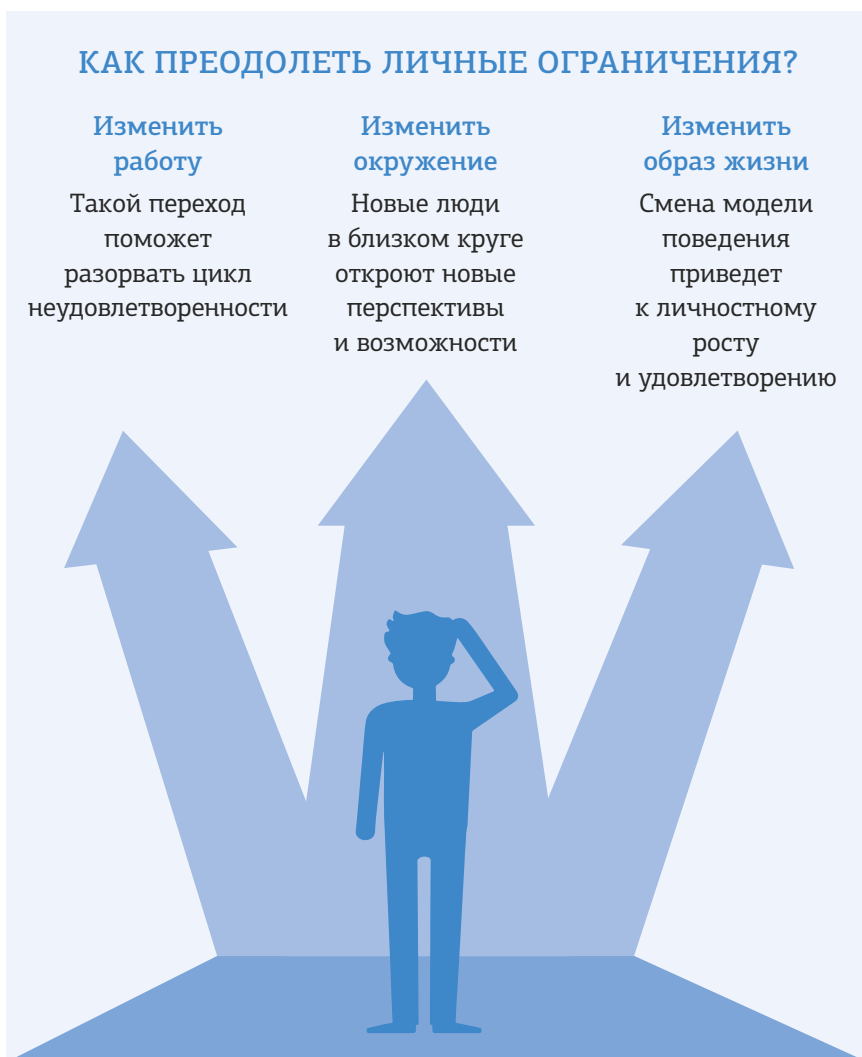 КАК ПРЕОДОЛЕТЬ ЛИЧНЫЕ ОГРАНИЧЕНИЯ?
Изменить
работу
Такой переход
поможет
разорвать цикл
неудовлетворенности
Изменить
окружение
Новые люди
в близком круге
откроют новые
перспективы
и возможности
Изменить
образ жизни
Смена модели
поведения
приведет
к личностному
росту
и удовлетворению